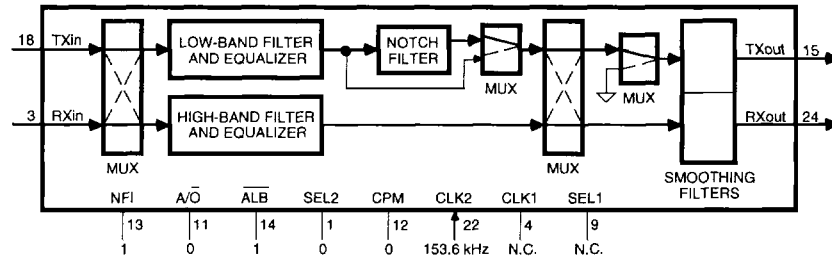 18 TXin
LOW-BAND FILTER
AND EQUALIZER
NOTCH
FILTER
MUX
MUX
TXout 15
3 RXin
HIGH-BAND FILTER
AND EQUALIZER
RXout 24
MUX
MUX
SMOOTHING
FILTERS
NFI A/O̅ A̅L̅B̅ SEL2 CPM CLK2 CLK1 SEL1
13 11 14 1 12 22 4 9
1 0 1 0 0 153.6 kHz N.C. N.C.